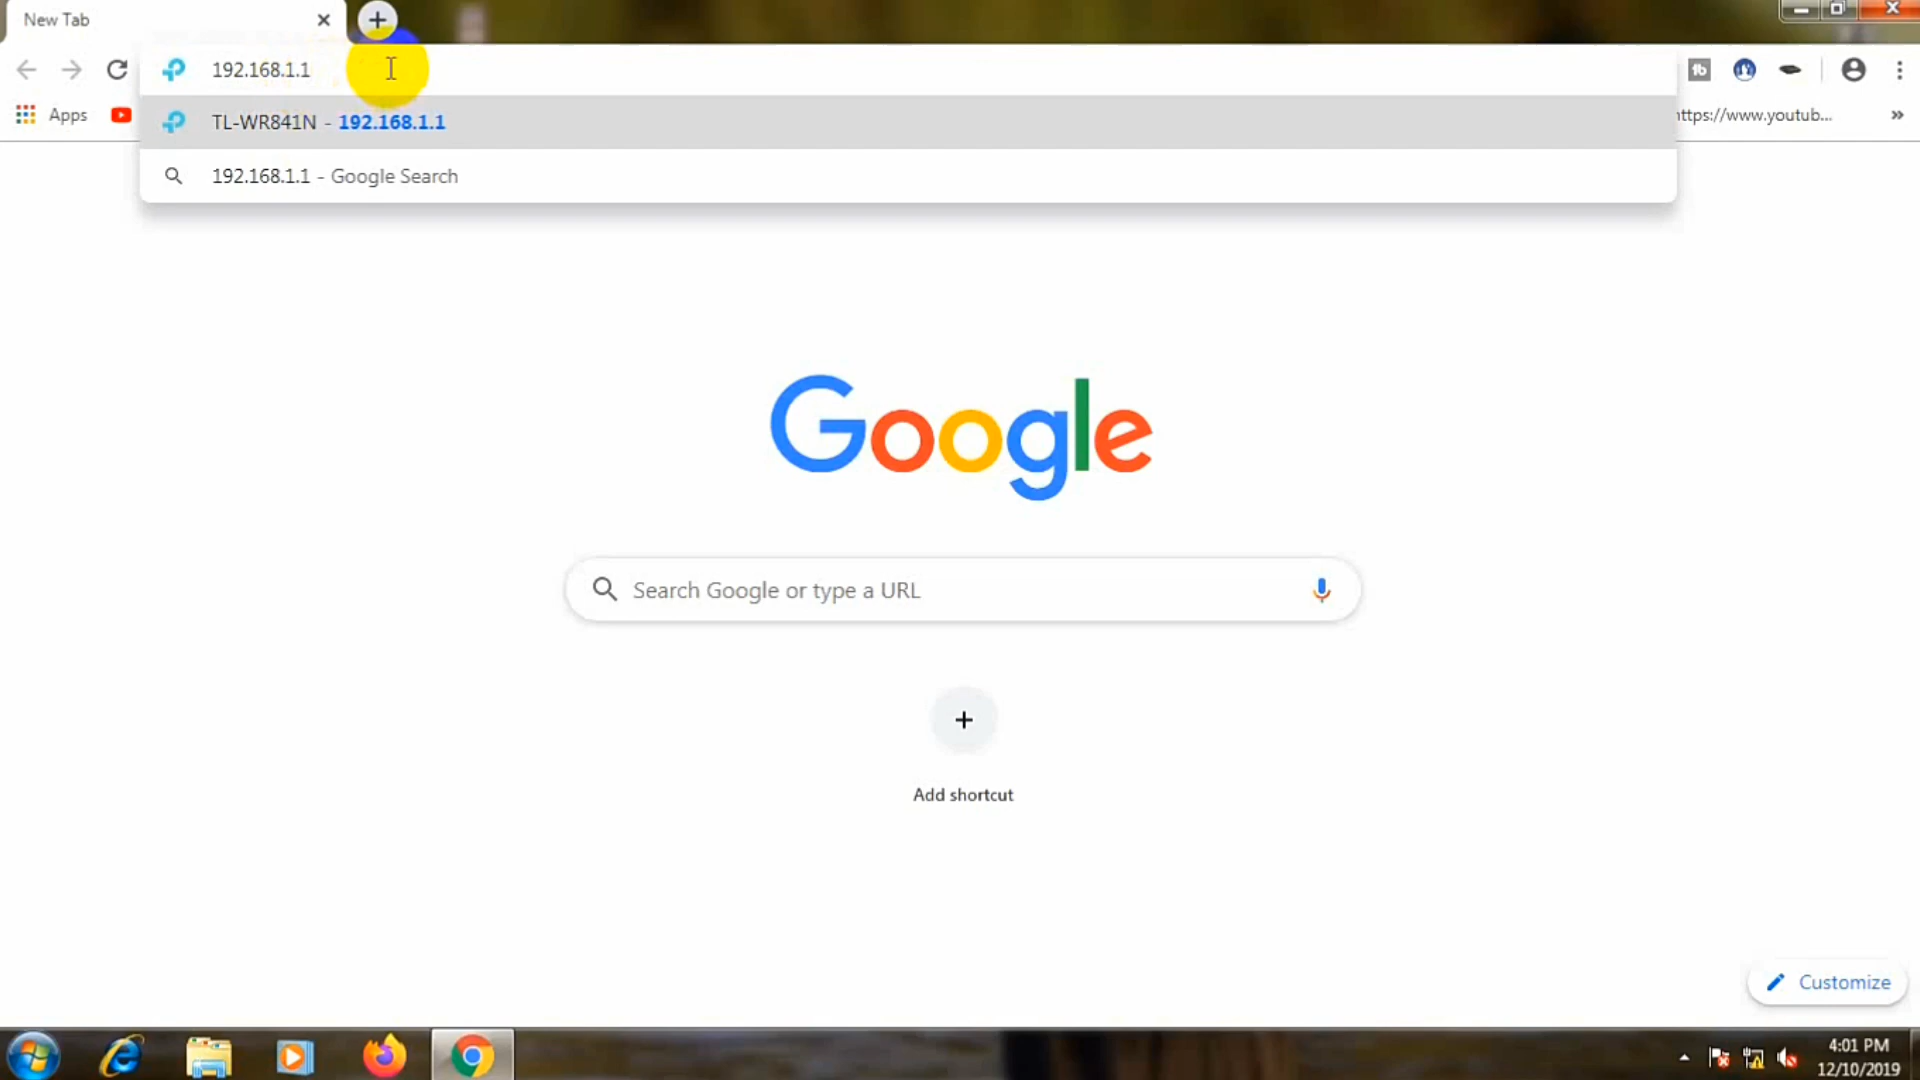 New Tab
192.168.1.1
Apps
TL-WR841N - 192.168.1.1
ttps://www.youtub...
192.168.1.1 - Google Search
Google
Search Google or type a URL
Add shortcut
Customize
4:01 PM
12/10/2019